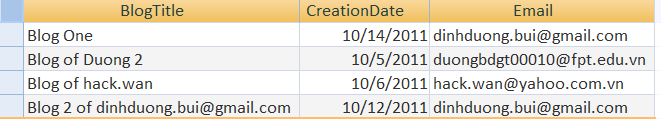 BlogTitle CreationDate Email
Blog One 10/14/2011 dinhduong.bui@gmail.com
Blog of Duong 2 10/5/2011 duongbdgt00010@fpt.edu.vn
Blog of hack.wan 10/6/2011 hack.wan@yahoo.com.vn
Blog 2 of dinhduong.bui@gmail.com 10/12/2011 dinhduong.bui@gmail.com